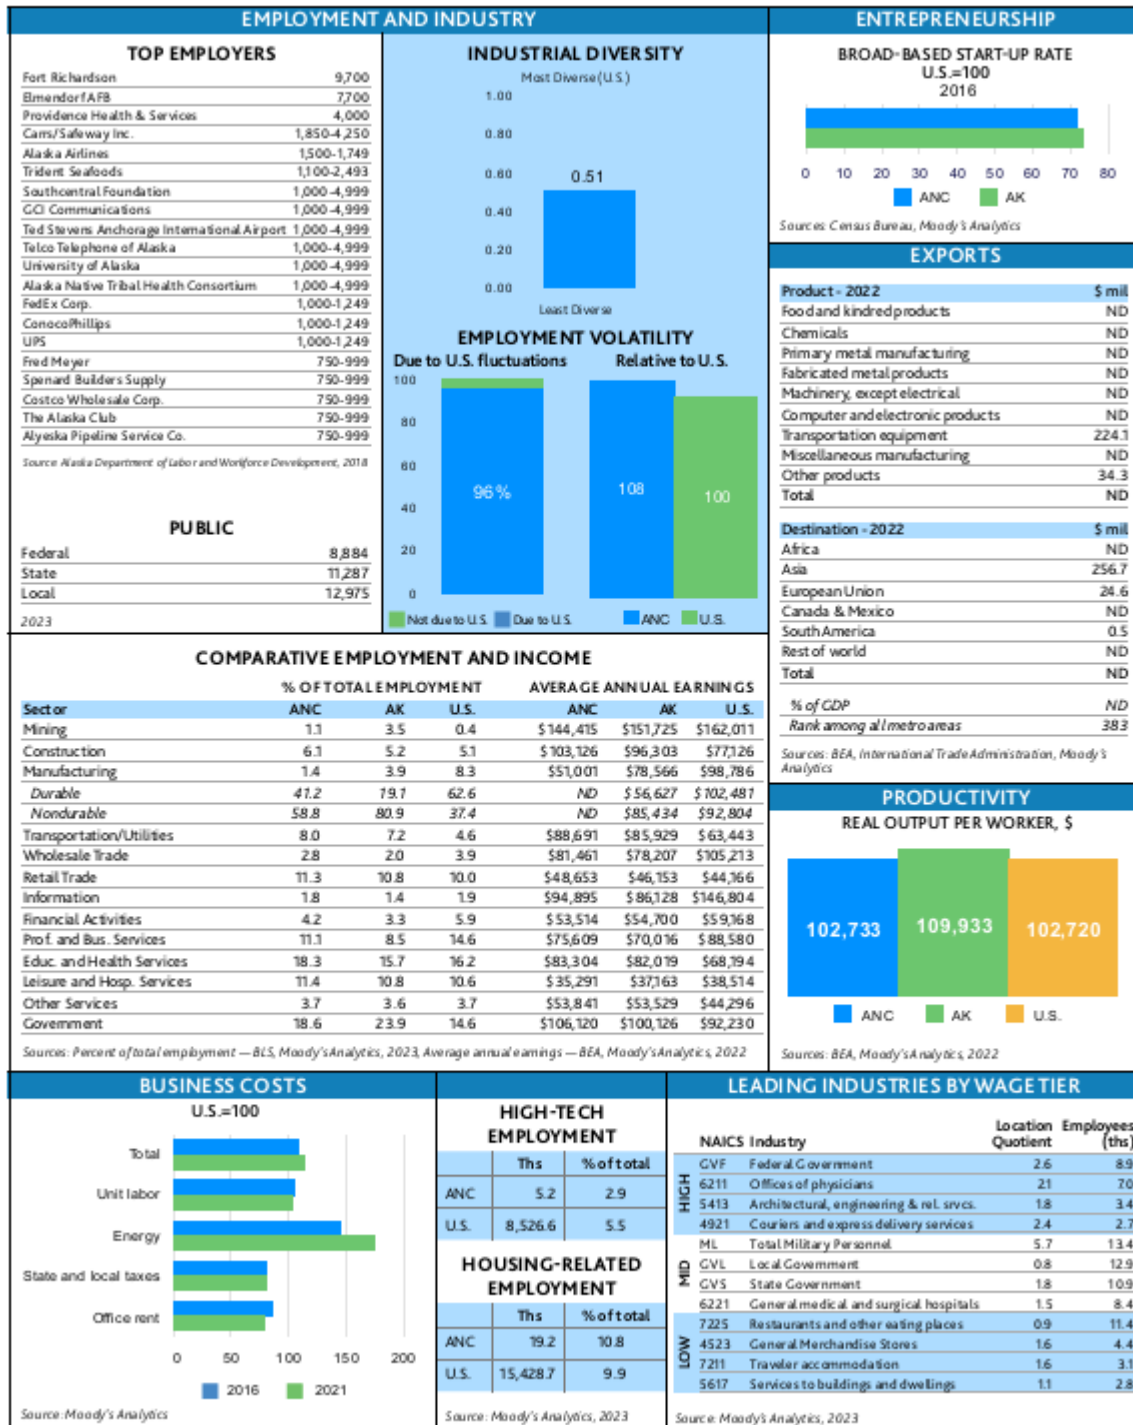 EMPLOYMENT AND INDUSTRY
TOP EMPLOYERS
Fort Richardson 9,700
Elmendorf AFB 7,700
Providence Health & Services 4,000
Carrs/Safeway Inc. 1,850-4,250
Alaska Airlines 1,500-1,749
Trident Seafoods 1,100-2,493
Southcentral Foundation 1,000-4,999
GCI Communications 1,000-4,999
Ted Stevens Anchorage International Airport 1,000-4,999
Telco Telephone of Alaska 1,000-4,999
University of Alaska 1,000-4,999
Alaska Native Tribal Health Consortium 1,000-4,999
FedEx Corp. 1,000-1,249
ConocoPhillips 1,000-1,249
UPS 1,000-1,249
Fred Meyer 750-999
Spenard Builders Supply 750-999
Costco Wholesale Corp. 750-999
The Alaska Club 750-999
Alyeska Pipeline Service Co. 750-999
Source: Alaska Department of Labor and Workforce Development, 2018
PUBLIC
Federal 8,884
State 11,287
Local 12,975
2023
INDUSTRIAL DIVERSITY
Most Diverse (U.S.)
1.00
0.80
0.60
0.40
0.20
0.00
0.51
Least Diverse
EMPLOYMENT VOLATILITY
Due to U.S. fluctuations Relative to U.S.
100
80
60
40
20
0
96%
108
100
Not due to U.S. Due to U.S. ANC U.S.
ENTREPRENEURSHIP
BROAD-BASED START-UP RATE
U.S.=100
2016
0 10 20 30 40 50 60 70 80
ANC AK
Sources: Census Bureau, Moody's Analytics
EXPORTS
Product - 2022 $ mil
Food and kindred products ND
Chemicals ND
Primary metal manufacturing ND
Fabricated metal products ND
Machinery, except electrical ND
Computer and electronic products ND
Transportation equipment 224.1
Miscellaneous manufacturing ND
Other products 34.3
Total ND
Destination - 2022 $ mil
Africa ND
Asia 256.7
European Union 24.6
Canada & Mexico ND
South America 0.5
Rest of world ND
Total ND
% of GDP ND
Rank among all metro areas 383
Sources: BEA, International Trade Administration, Moody's
Analytics
COMPARATIVE EMPLOYMENT AND INCOME
% OF TOTAL EMPLOYMENT AVERAGE ANNUAL EARNINGS
Sector ANC AK U.S. ANC AK U.S.
Mining 1.1 3.5 0.4 $144,415 $151,725 $162,011
Construction 6.1 5.2 5.1 $103,126 $96,303 $77,126
Manufacturing 1.4 3.9 8.3 $51,001 $78,566 $98,786
Durable 41.2 19.1 62.6 ND $56,627 $102,481
Nondurable 58.8 80.9 37.4 ND $85,434 $92,804
Transportation/Utilities 8.0 7.2 4.6 $88,691 $85,929 $63,443
Wholesale Trade 2.8 2.0 3.9 $81,461 $78,207 $105,213
Retail Trade 11.3 10.8 10.0 $48,653 $46,153 $44,166
Information 1.8 1.4 1.9 $94,895 $86,128 $146,804
Financial Activities 4.2 3.3 5.9 $53,514 $54,700 $59,168
Prof. and Bus. Services 11.1 8.5 14.6 $75,609 $70,016 $88,580
Educ. and Health Services 18.3 15.7 16.2 $83,304 $82,019 $68,194
Leisure and Hosp. Services 11.4 10.8 10.6 $35,291 $37,163 $38,514
Other Services 3.7 3.6 3.7 $53,841 $53,529 $44,296
Government 18.6 23.9 14.6 $106,120 $100,126 $92,230
Sources: Percent of total employment — BLS, Moody's Analytics, 2023, Average annual earnings — BEA, Moody's Analytics, 2022
PRODUCTIVITY
REAL OUTPUT PER WORKER, $
102,733 109,933 102,720
ANC AK U.S.
Sources: BEA, Moody's Analytics, 2022
BUSINESS COSTS
U.S.=100
Total
Unit labor
Energy
State and local taxes
Office rent
0 50 100 150 200
2016 2021
Source: Moody's Analytics
HIGH-TECH
EMPLOYMENT
Ths % of total
ANC 5.2 2.9
U.S. 8,526.6 5.5
HOUSING-RELATED
EMPLOYMENT
Ths % of total
ANC 19.2 10.8
U.S. 15,428.7 9.9
Source: Moody's Analytics, 2023
LEADING INDUSTRIES BY WAGE TIER
Location Employees
NAICS Industry Quotient (ths)
HIGH
GVF Federal Government 2.6 8.9
6211 Offices of physicians 2.1 7.0
5413 Architectural, engineering & rel. srvcs. 1.8 3.4
4921 Couriers and express delivery services 2.4 2.7
MID
ML Total Military Personnel 5.7 13.4
GVL Local Government 0.8 12.9
GVS State Government 1.8 10.9
6221 General medical and surgical hospitals 1.5 8.4
LOW
7225 Restaurants and other eating places 0.9 11.4
4523 General Merchandise Stores 1.6 4.4
7211 Traveler accommodation 1.6 3.1
5617 Services to buildings and dwellings 1.1 2.8
Source: Moody's Analytics, 2023